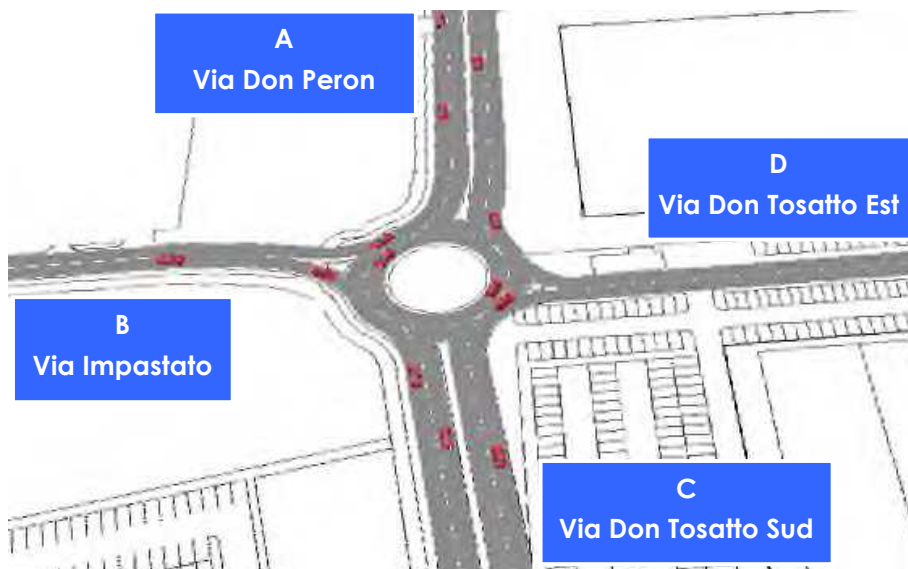 A
Via Don Peron
D
Via Don Tosatto Est
B
Via Impastato
C
Via Don Tosatto Sud